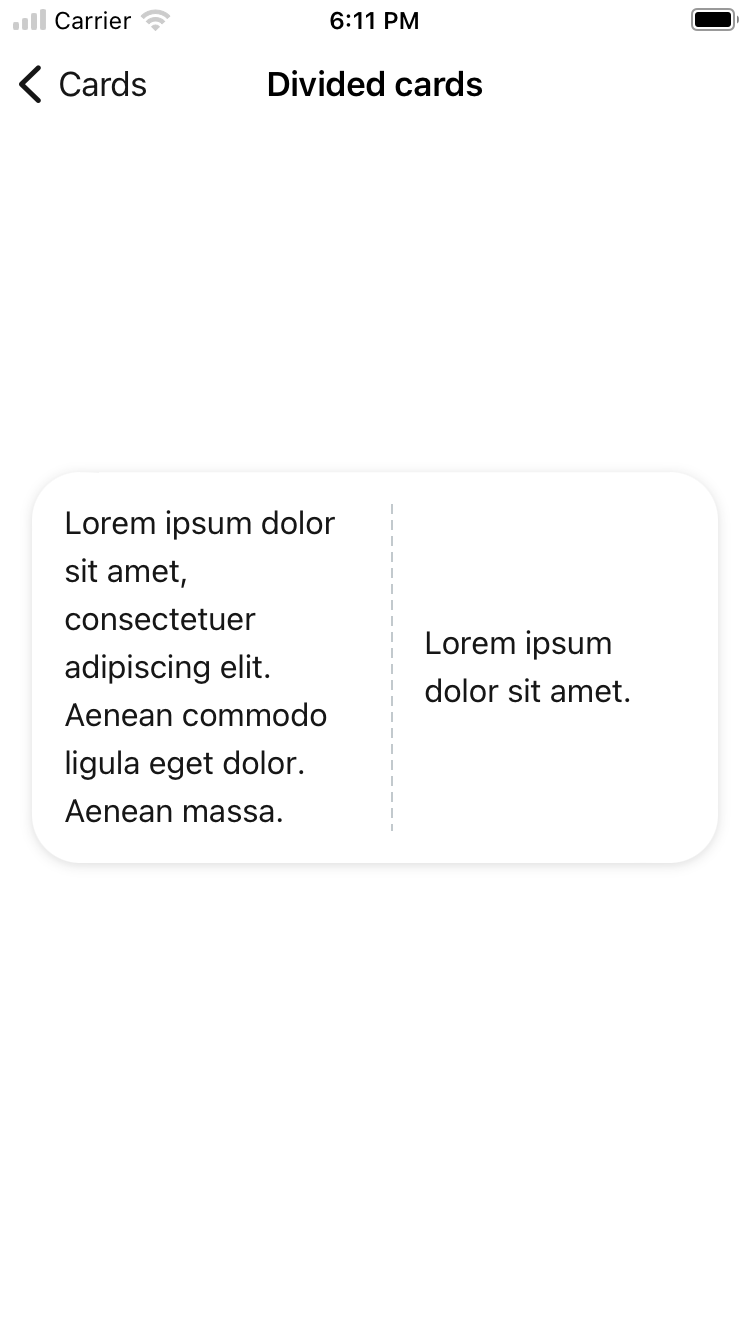 Carrier 6:11 PM
Cards Divided cards
Lorem ipsum dolor
sit amet,
consectetuer
adipiscing elit.
Aenean commodo
ligula eget dolor.
Aenean massa.
Lorem ipsum
dolor sit amet.